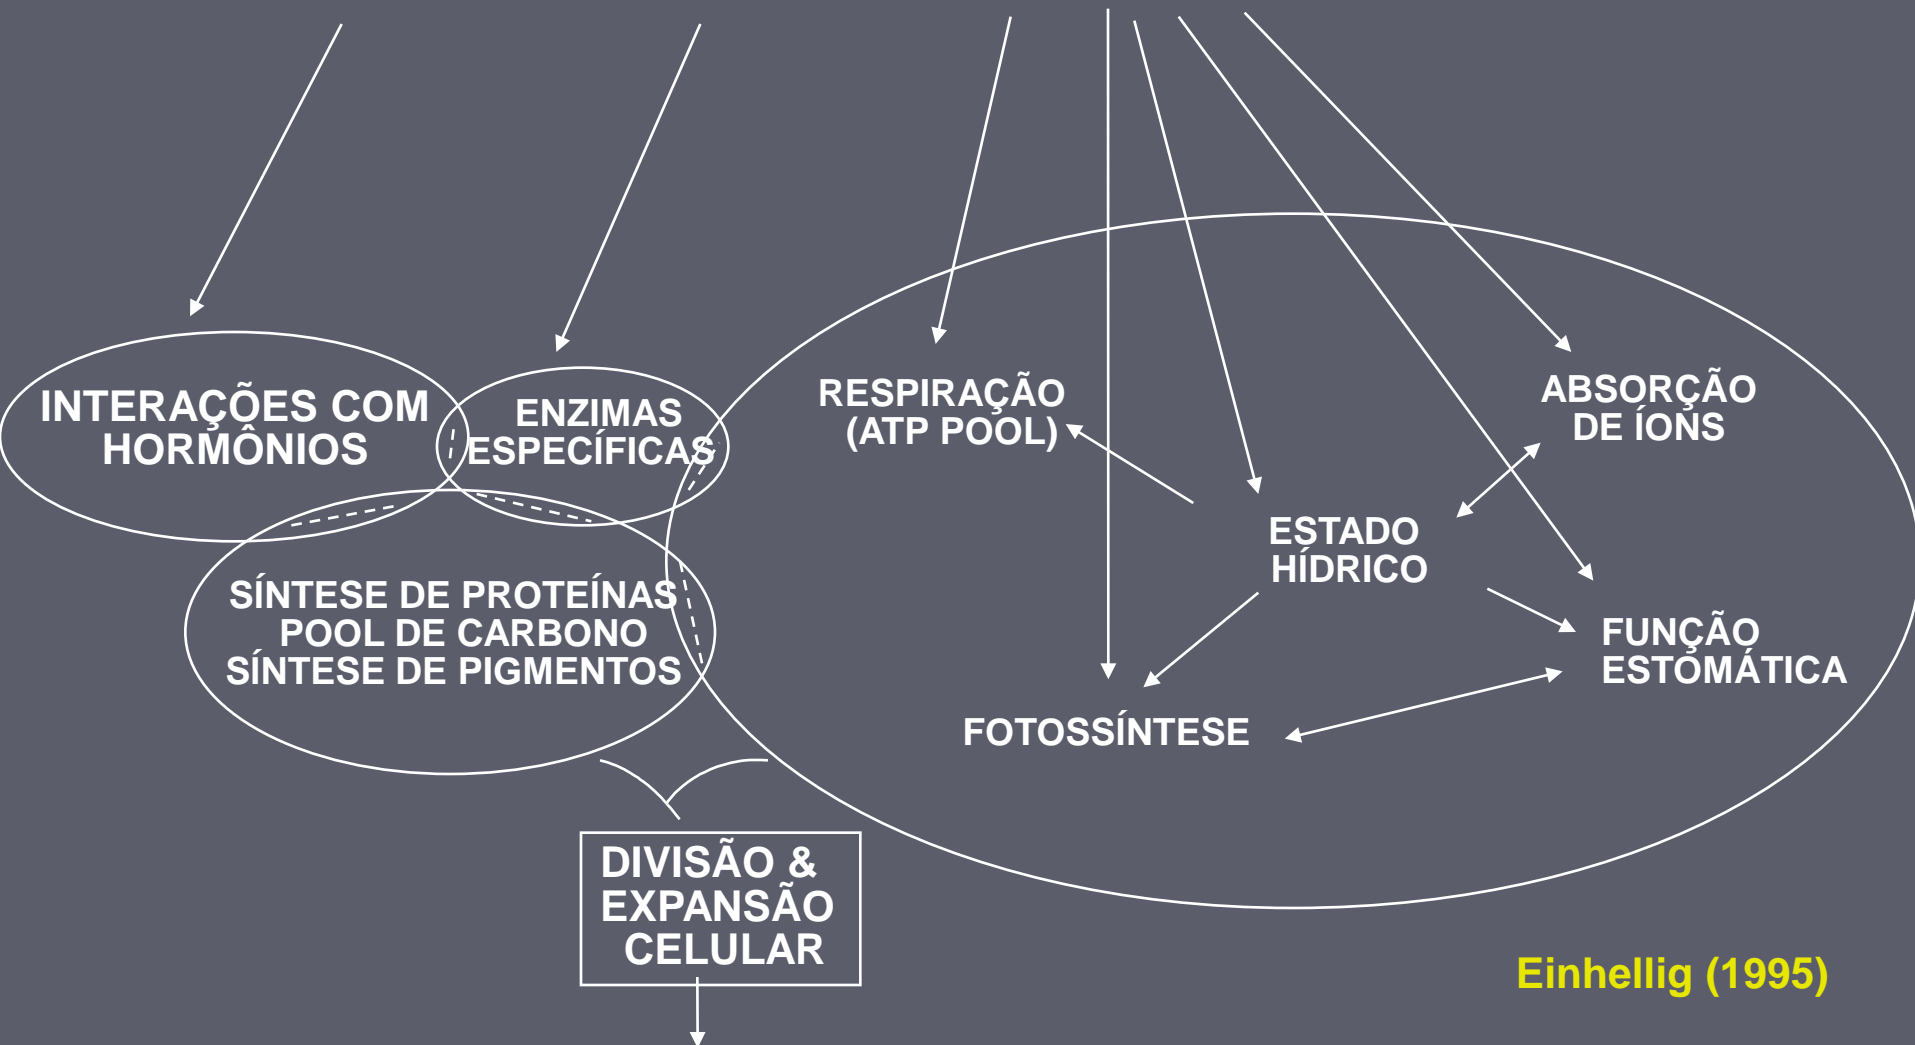 INTERAÇÕES COM
HORMÔNIOS
ENZIMAS
ESPECÍFICAS
RESPIRAÇÃO
(ATP POOL)
ABSORÇÃO
DE ÍONS
ESTADO
HÍDRICO
SÍNTESE DE PROTEÍNAS
POOL DE CARBONO
SÍNTESE DE PIGMENTOS
FUNÇÃO
ESTOMÁTICA
FOTOSSÍNTESE
DIVISÃO &
EXPANSÃO
CELULAR
Einhellig (1995)